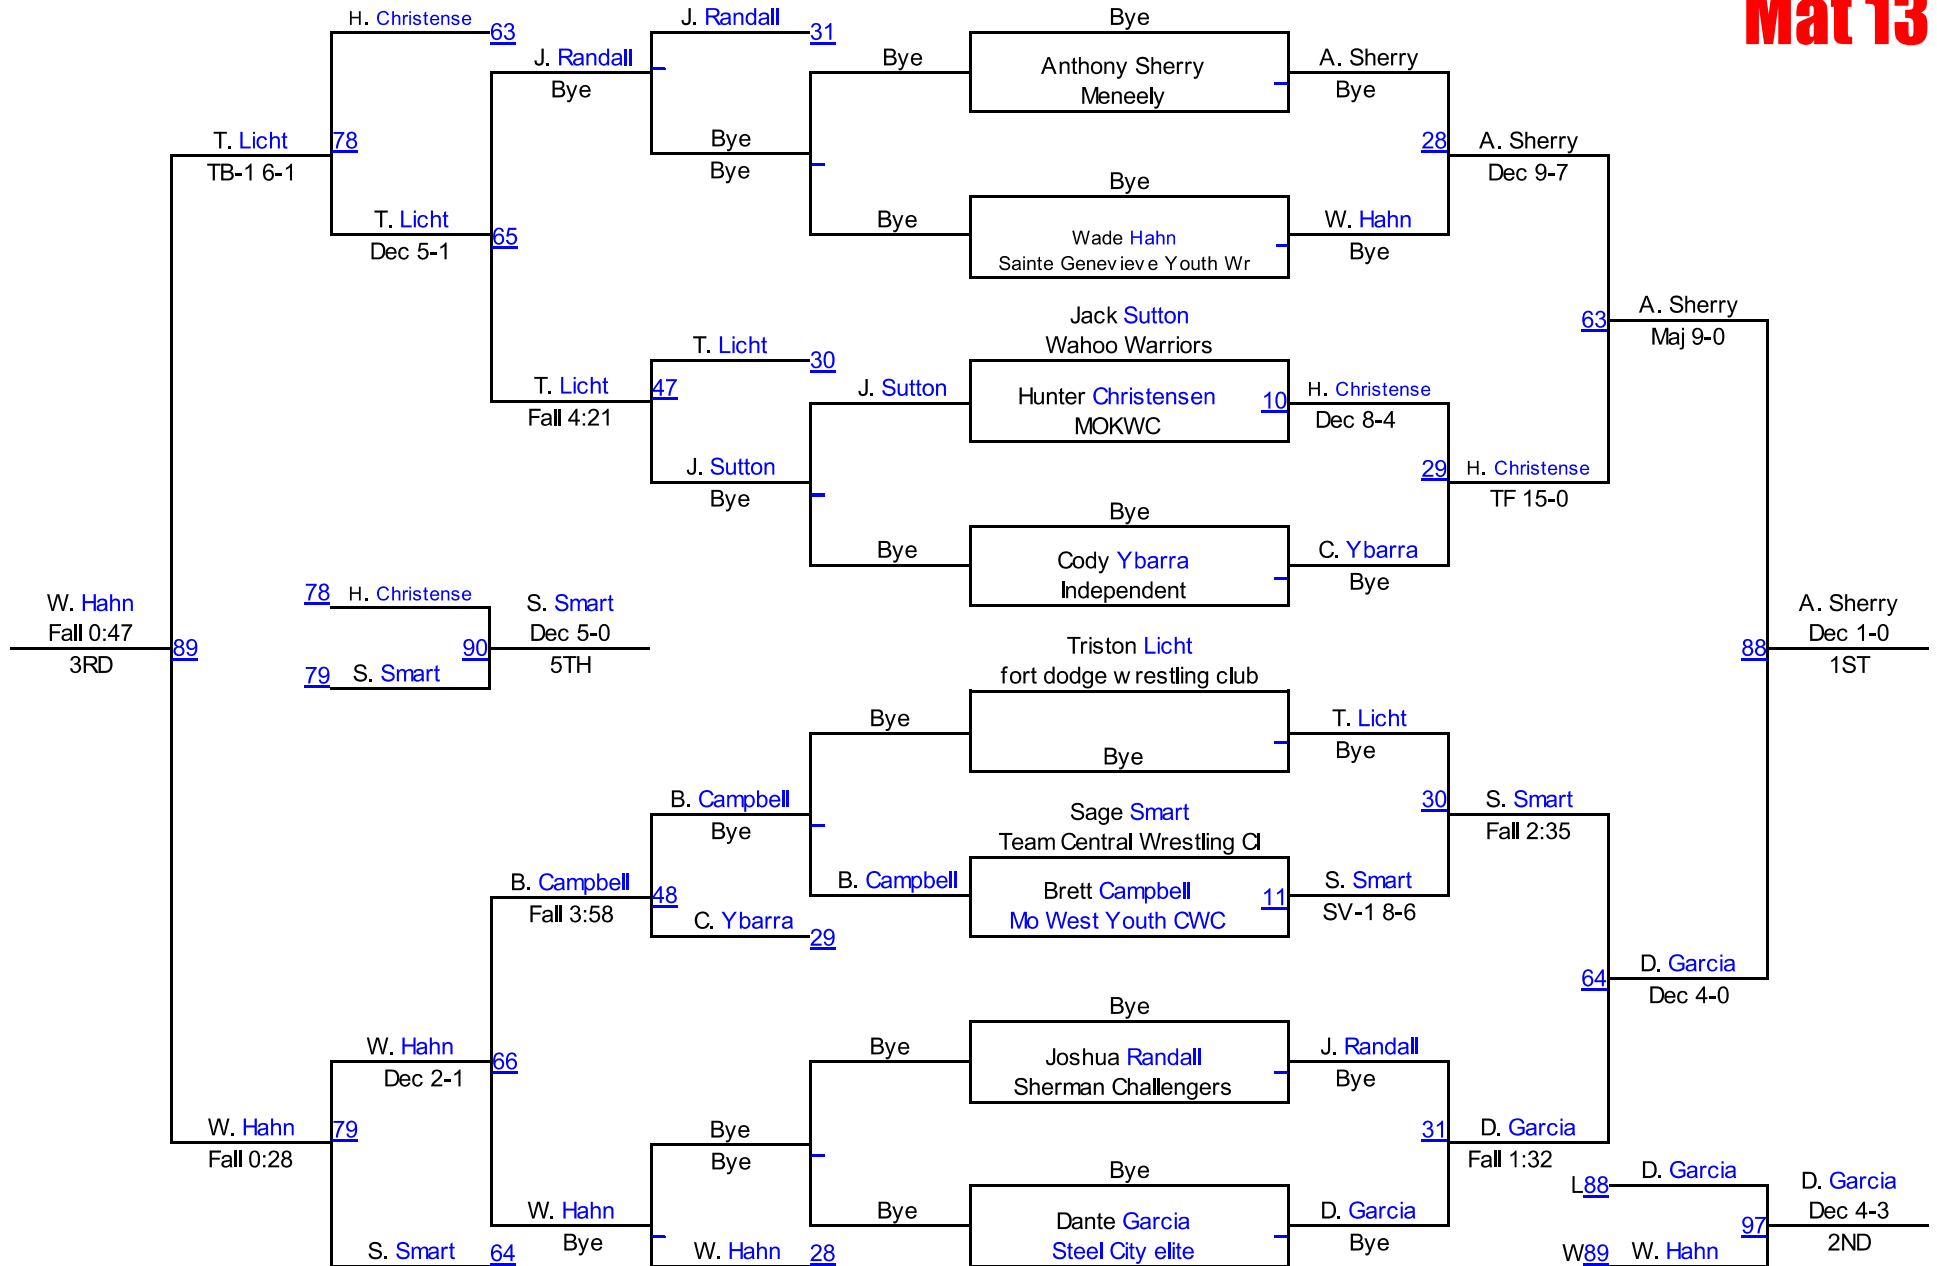 Mat 13
H. Christense
63
J. Randall
31
Bye
J. Randall
Bye
Bye
Anthony Sherry
Meneely
A. Sherry
Bye
T. Licht
TB-1 6-1
78
Bye
Bye
28
A. Sherry
Dec 9-7
T. Licht
Dec 5-1
65
Bye
Bye
Wade Hahn
Sainte Genevieve Youth Wr
W. Hahn
Bye
Jack Sutton
Wahoo Warriors
63
A. Sherry
Maj 9-0
T. Licht
30
T. Licht
Fall 4:21
47
J. Sutton
Hunter Christensen
MOKWC
10
H. Christense
Dec 8-4
J. Sutton
Bye
29
H. Christense
TF 15-0
Bye
Bye
Cody Ybarra
Independent
C. Ybarra
Bye
W. Hahn
Fall 0:47
3RD
89
78
H. Christense
79
S. Smart
90
S. Smart
Dec 5-0
5TH
Triston Licht
fort dodge wrestling club
88
A. Sherry
Dec 1-0
1ST
Bye
Bye
T. Licht
Bye
B. Campbell
Bye
Sage Smart
Team Central Wrestling Cl
30
S. Smart
Fall 2:35
B. Campbell
Fall 3:58
48
B. Campbell
Brett Campbell
Mo West Youth CWC
11
S. Smart
SV-1 8-6
C. Ybarra
29
64
D. Garcia
Dec 4-0
Bye
W. Hahn
Dec 2-1
66
Bye
Joshua Randall
Sherman Challengers
J. Randall
Bye
W. Hahn
Fall 0:28
79
Bye
Bye
31
D. Garcia
Fall 1:32
Bye
W. Hahn
Bye
Bye
Dante Garcia
Steel City elite
D. Garcia
Bye
S. Smart
64
W. Hahn
28
L88
D. Garcia
W89
W. Hahn
97
D. Garcia
Dec 4-3
2ND